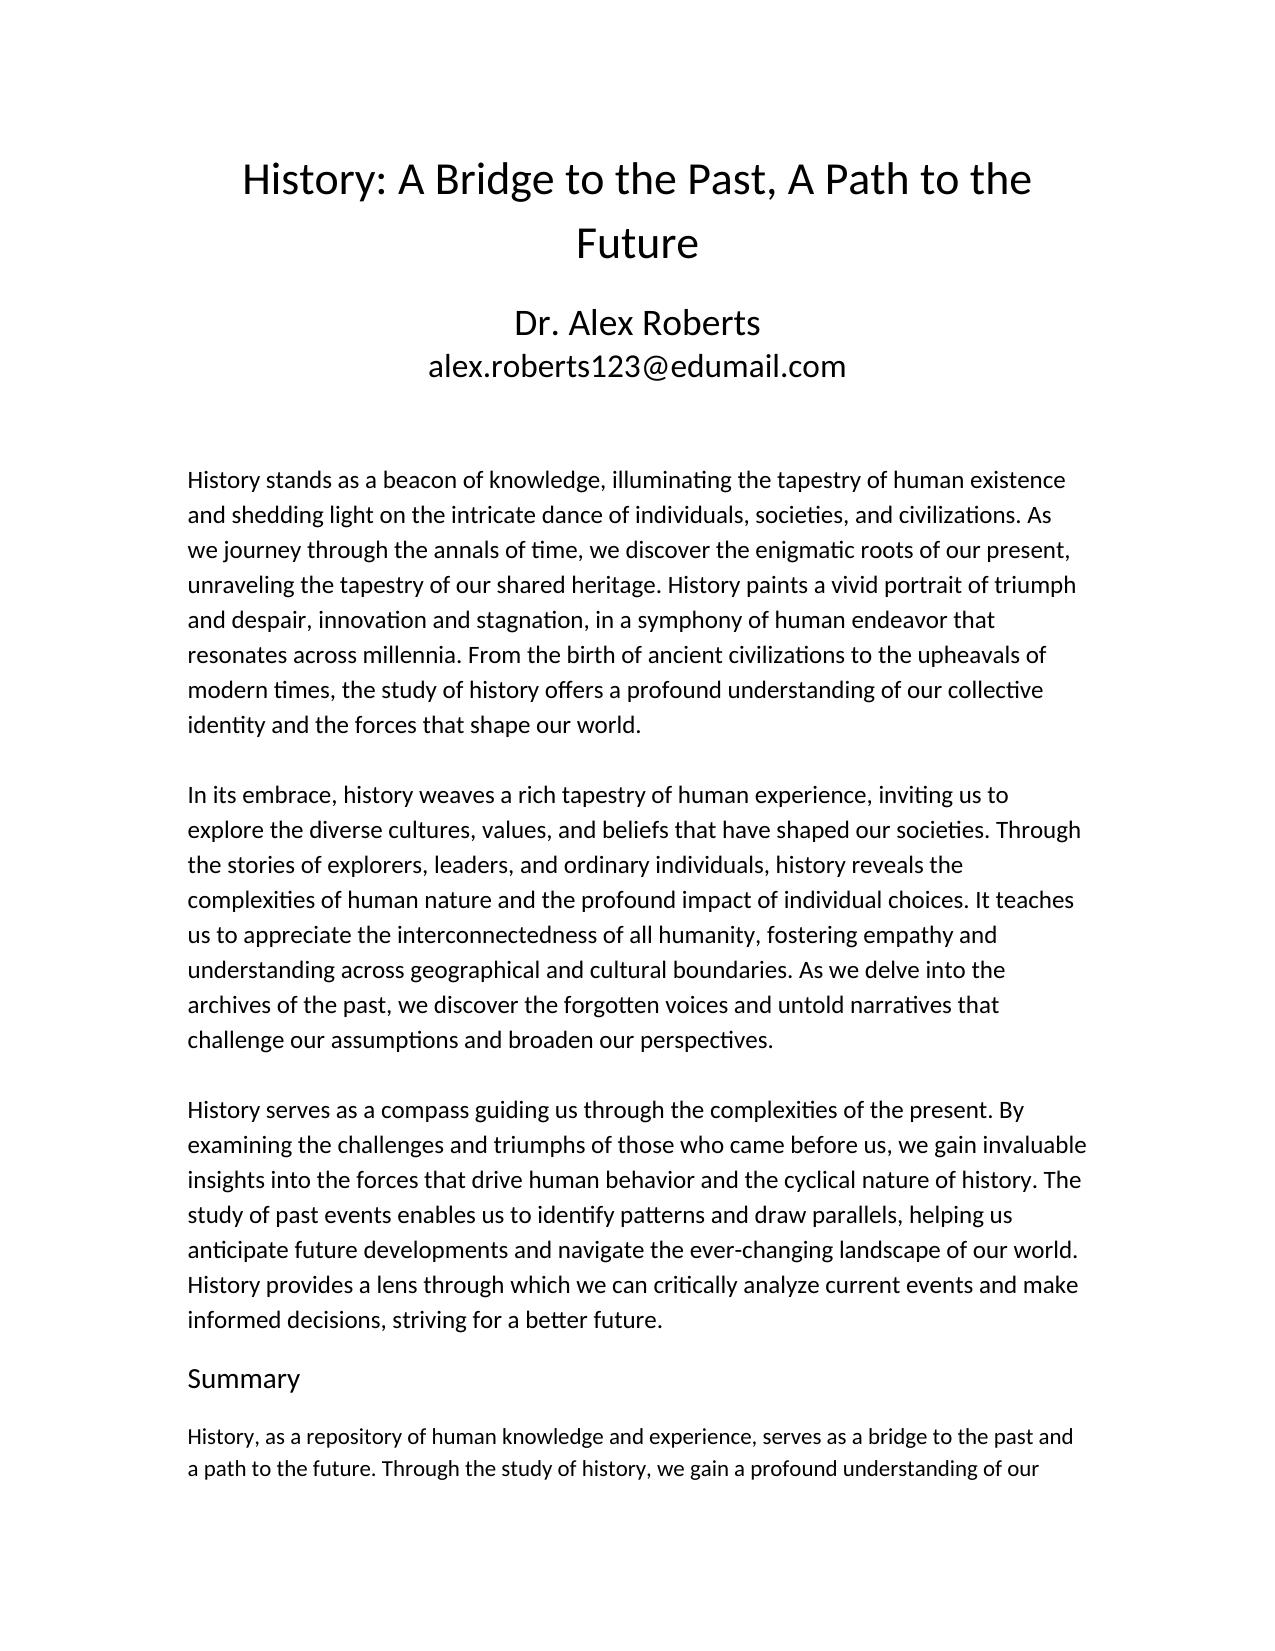 History: A Bridge to the Past, A Path to the
Future
Dr. Alex Roberts
alex.roberts123@edumail.com
History stands as a beacon of knowledge, illuminating the tapestry of human existence
and shedding light on the intricate dance of individuals, societies, and civilizations. As
we journey through the annals of time, we discover the enigmatic roots of our present,
unraveling the tapestry of our shared heritage. History paints a vivid portrait of triumph
and despair, innovation and stagnation, in a symphony of human endeavor that
resonates across millennia. From the birth of ancient civilizations to the upheavals of
modern times, the study of history offers a profound understanding of our collective
identity and the forces that shape our world.
In its embrace, history weaves a rich tapestry of human experience, inviting us to
explore the diverse cultures, values, and beliefs that have shaped our societies. Through
the stories of explorers, leaders, and ordinary individuals, history reveals the
complexities of human nature and the profound impact of individual choices. It teaches
us to appreciate the interconnectedness of all humanity, fostering empathy and
understanding across geographical and cultural boundaries. As we delve into the
archives of the past, we discover the forgotten voices and untold narratives that
challenge our assumptions and broaden our perspectives.
History serves as a compass guiding us through the complexities of the present. By
examining the challenges and triumphs of those who came before us, we gain invaluable
insights into the forces that drive human behavior and the cyclical nature of history. The
study of past events enables us to identify patterns and draw parallels, helping us
anticipate future developments and navigate the ever-changing landscape of our world.
History provides a lens through which we can critically analyze current events and make
informed decisions, striving for a better future.
Summary
History, as a repository of human knowledge and experience, serves as a bridge to the past and
a path to the future. Through the study of history, we gain a profound understanding of our